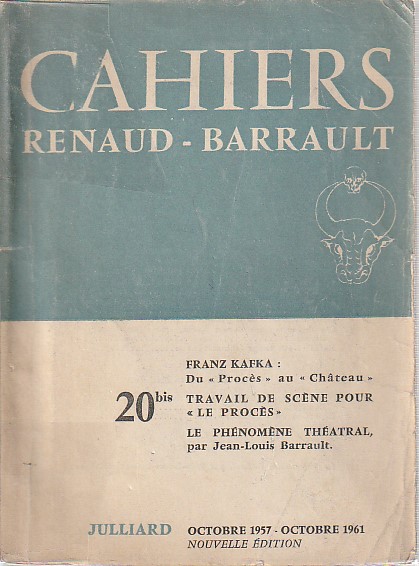 CAHIERS
RENAUD - BARRAULT
FRANZ KAFKA :
Du « Procès » au « Château »
20bis TRAVAIL DE SCÈNE POUR
« LE PROCÈS »
LE PHÉNOMÈNE THÉATRAL,
par Jean-Louis Barrault.
JULLIARD OCTOBRE 1957 - OCTOBRE 1961
NOUVELLE ÉDITION